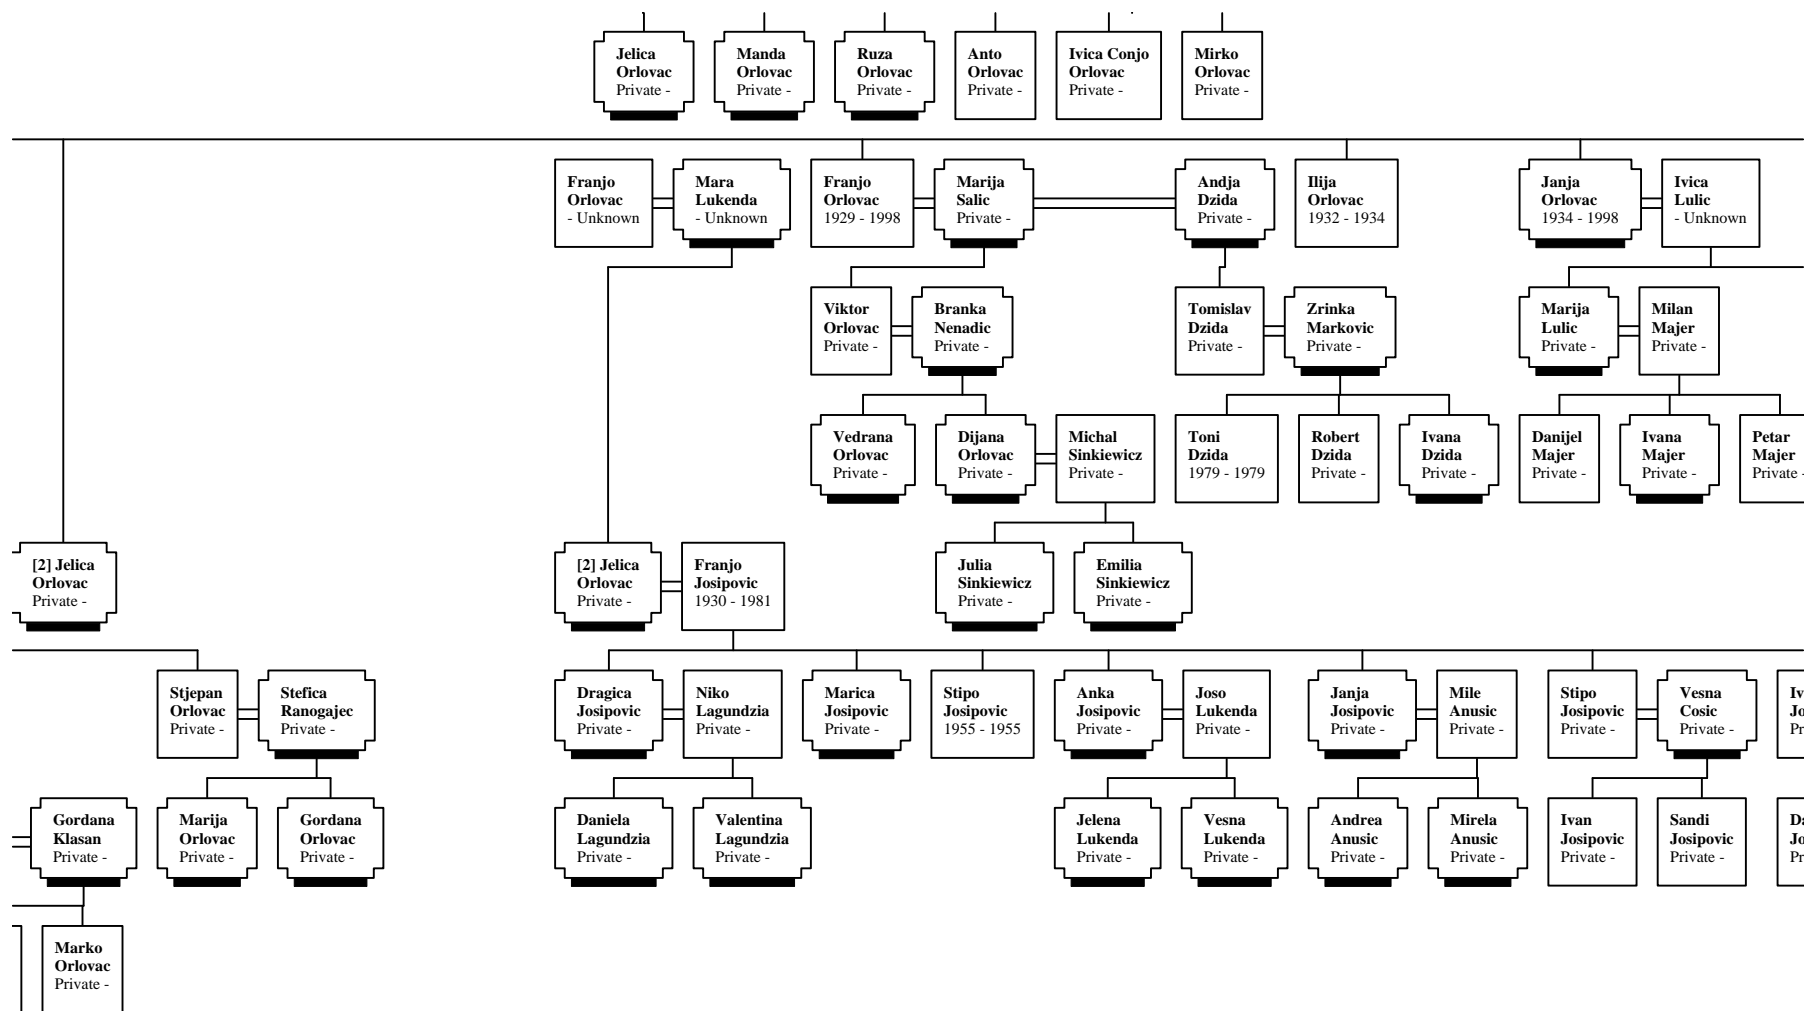 Jelica
Orlovac
Private -
Manda
Orlovac
Private -
Ruza
Orlovac
Private -
Anto
Orlovac
Private -
Ivica Conjo
Orlovac
Private -
Mirko
Orlovac
Private -
Franjo
Orlovac
- Unknown
Mara
Lukenda
- Unknown
Franjo
Orlovac
1929 - 1998
Marija
Salic
Private -
Andja
Dzida
Private -
Ilija
Orlovac
1932 - 1934
Janja
Orlovac
1934 - 1998
Ivica
Lulic
- Unknown
Viktor
Orlovac
Private -
Branka
Nenadic
Private -
Tomislav
Dzida
Private -
Zrinka
Markovic
Private -
Marija
Lulic
Private -
Milan
Majer
Private -
Vedrana
Orlovac
Private -
Dijana
Orlovac
Private -
Michal
Sinkiewicz
Private -
Toni
Dzida
1979 - 1979
Robert
Dzida
Private -
Ivana
Dzida
Private -
Danijel
Majer
Private -
Ivana
Majer
Private -
Petar
Majer
Private -
[2] Jelica
Orlovac
Private -
[2] Jelica
Orlovac
Private -
Franjo
Josipovic
1930 - 1981
Julia
Sinkiewicz
Private -
Emilia
Sinkiewicz
Private -
Stjepan
Orlovac
Private -
Stefica
Ranogajec
Private -
Dragica
Josipovic
Private -
Niko
Lagundzia
Private -
Marica
Josipovic
Private -
Stipo
Josipovic
1955 - 1955
Anka
Josipovic
Private -
Joso
Lukenda
Private -
Janja
Josipovic
Private -
Mile
Anusic
Private -
Stipo
Josipovic
Private -
Vesna
Cosic
Private -
Iv
Jo
Pr
Gordana
Klasan
Private -
Marija
Orlovac
Private -
Gordana
Orlovac
Private -
Daniela
Lagundzia
Private -
Valentina
Lagundzia
Private -
Jelena
Lukenda
Private -
Vesna
Lukenda
Private -
Andrea
Anusic
Private -
Mirela
Anusic
Private -
Ivan
Josipovic
Private -
Sandi
Josipovic
Private -
Da
Jo
Pr
Marko
Orlovac
Private -